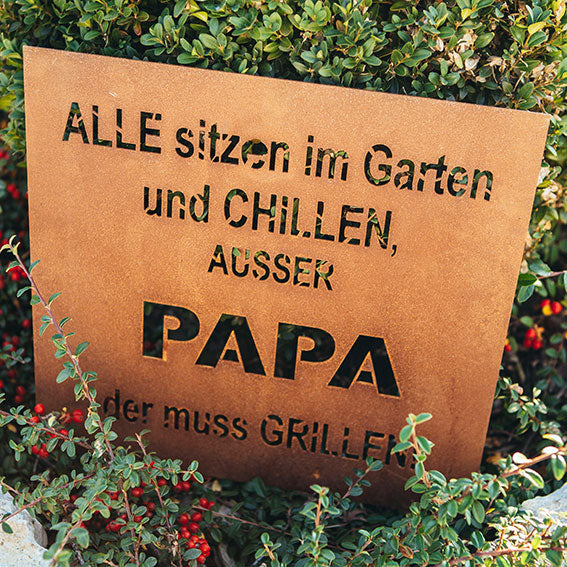 ALLE sitzen im Garten
und CHiLLEN,
AUSSER
PAPA
der muss GRILLEN